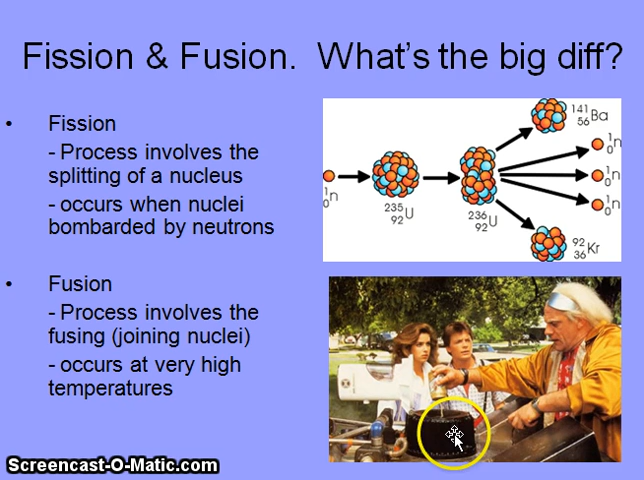 Fission & Fusion.  What's the big diff?
• Fission
- Process involves the
splitting of a nucleus
- occurs when nuclei
bombarded by neutrons
• Fusion
- Process involves the
fusing (joining nuclei)
- occurs at very high
temperatures
1 0 n
235 92 U
236 92 U
141 56 Ba
1 0 n
1 0 n
1 0 n
92 36 Kr
Screencast-O-Matic.com